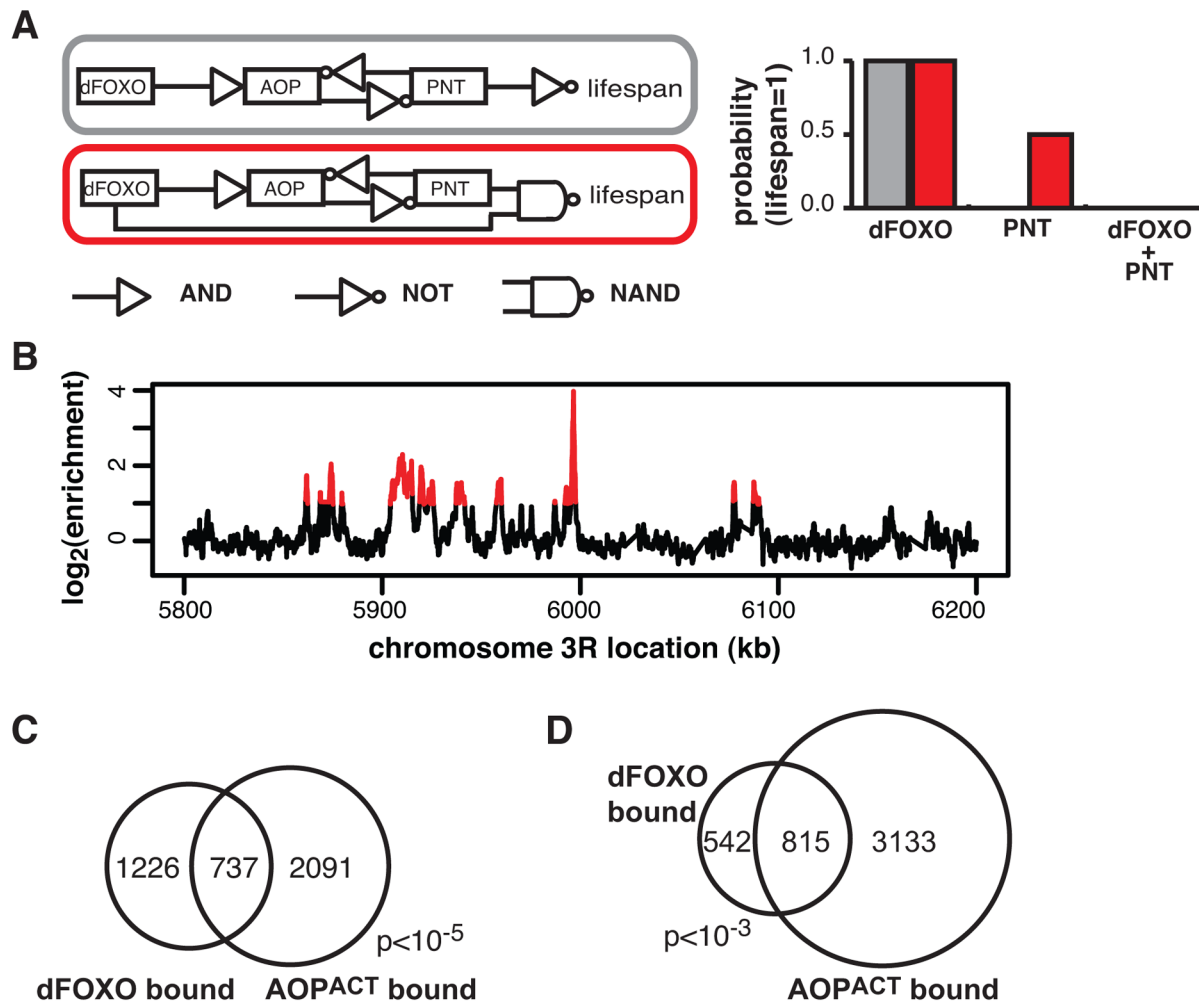 A
dFOXO AOP PNT lifespan
dFOXO AOP PNT lifespan
AND NOT NAND
probability
(lifespan=1)
1.0
0.5
0.0
dFOXO PNT dFOXO
+
PNT
B
log2(enrichment)
4
2
0
5800 5900 6000 6100 6200
chromosome 3R location (kb)
C
1226 737 2091
p<10-5
dFOXO bound AOPACT bound
D
dFOXO
bound
542 815 3133
p<10-3
AOPACT bound